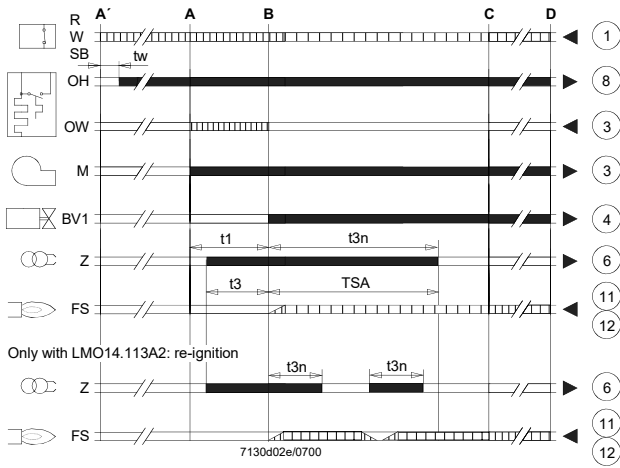 A´ A B C D
R
W 1
SB tw
OH 8
OW 3
M 3
BV1 4
t1 t3n
Z 6
t3 TSA
FS 11
12
Only with LMO14.113A2: re-ignition
t3n t3n
Z 6
FS 11
12
7130d02e/0700